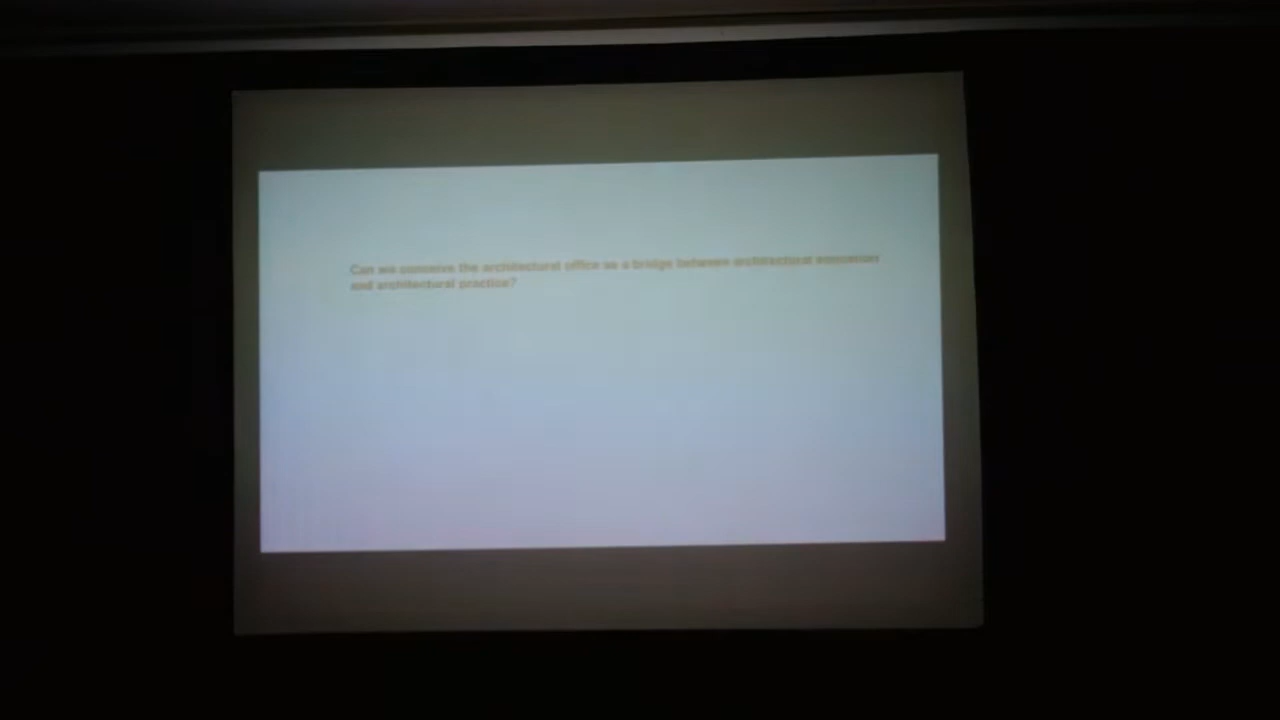 Can we conceive the architectural office as a bridge between architectural education
and architectural practice?